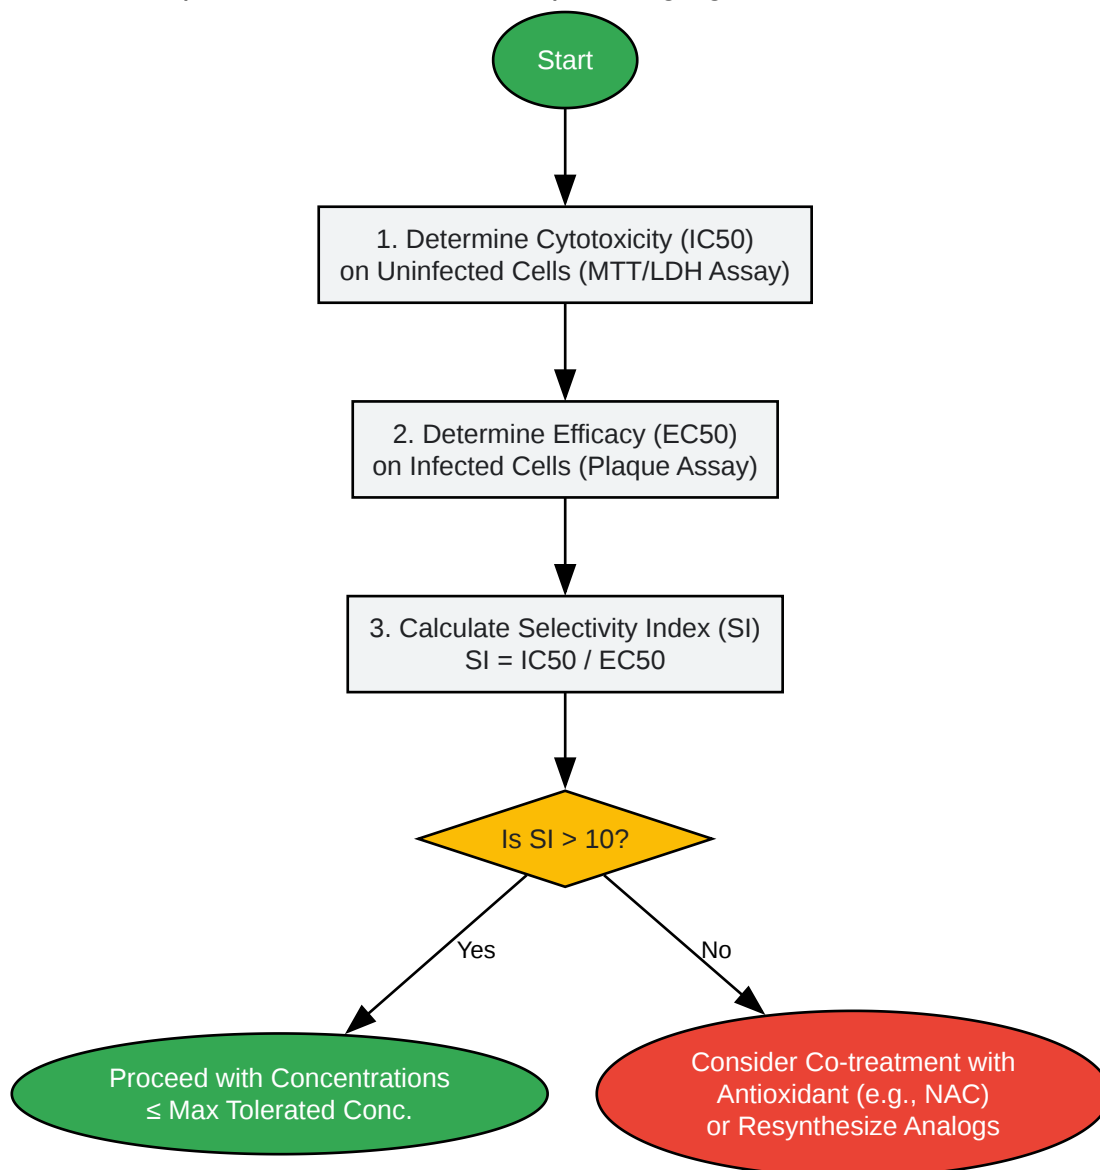 Start
1. Determine Cytotoxicity (IC50)
on Uninfected Cells (MTT/LDH Assay)
2. Determine Efficacy (EC50)
on Infected Cells (Plaque Assay)
3. Calculate Selectivity Index (SI)
SI = IC50 / EC50
Is SI > 10?
Yes
No
Proceed with Concentrations
≤ Max Tolerated Conc.
Consider Co-treatment with
Antioxidant (e.g., NAC)
or Resynthesize Analogs